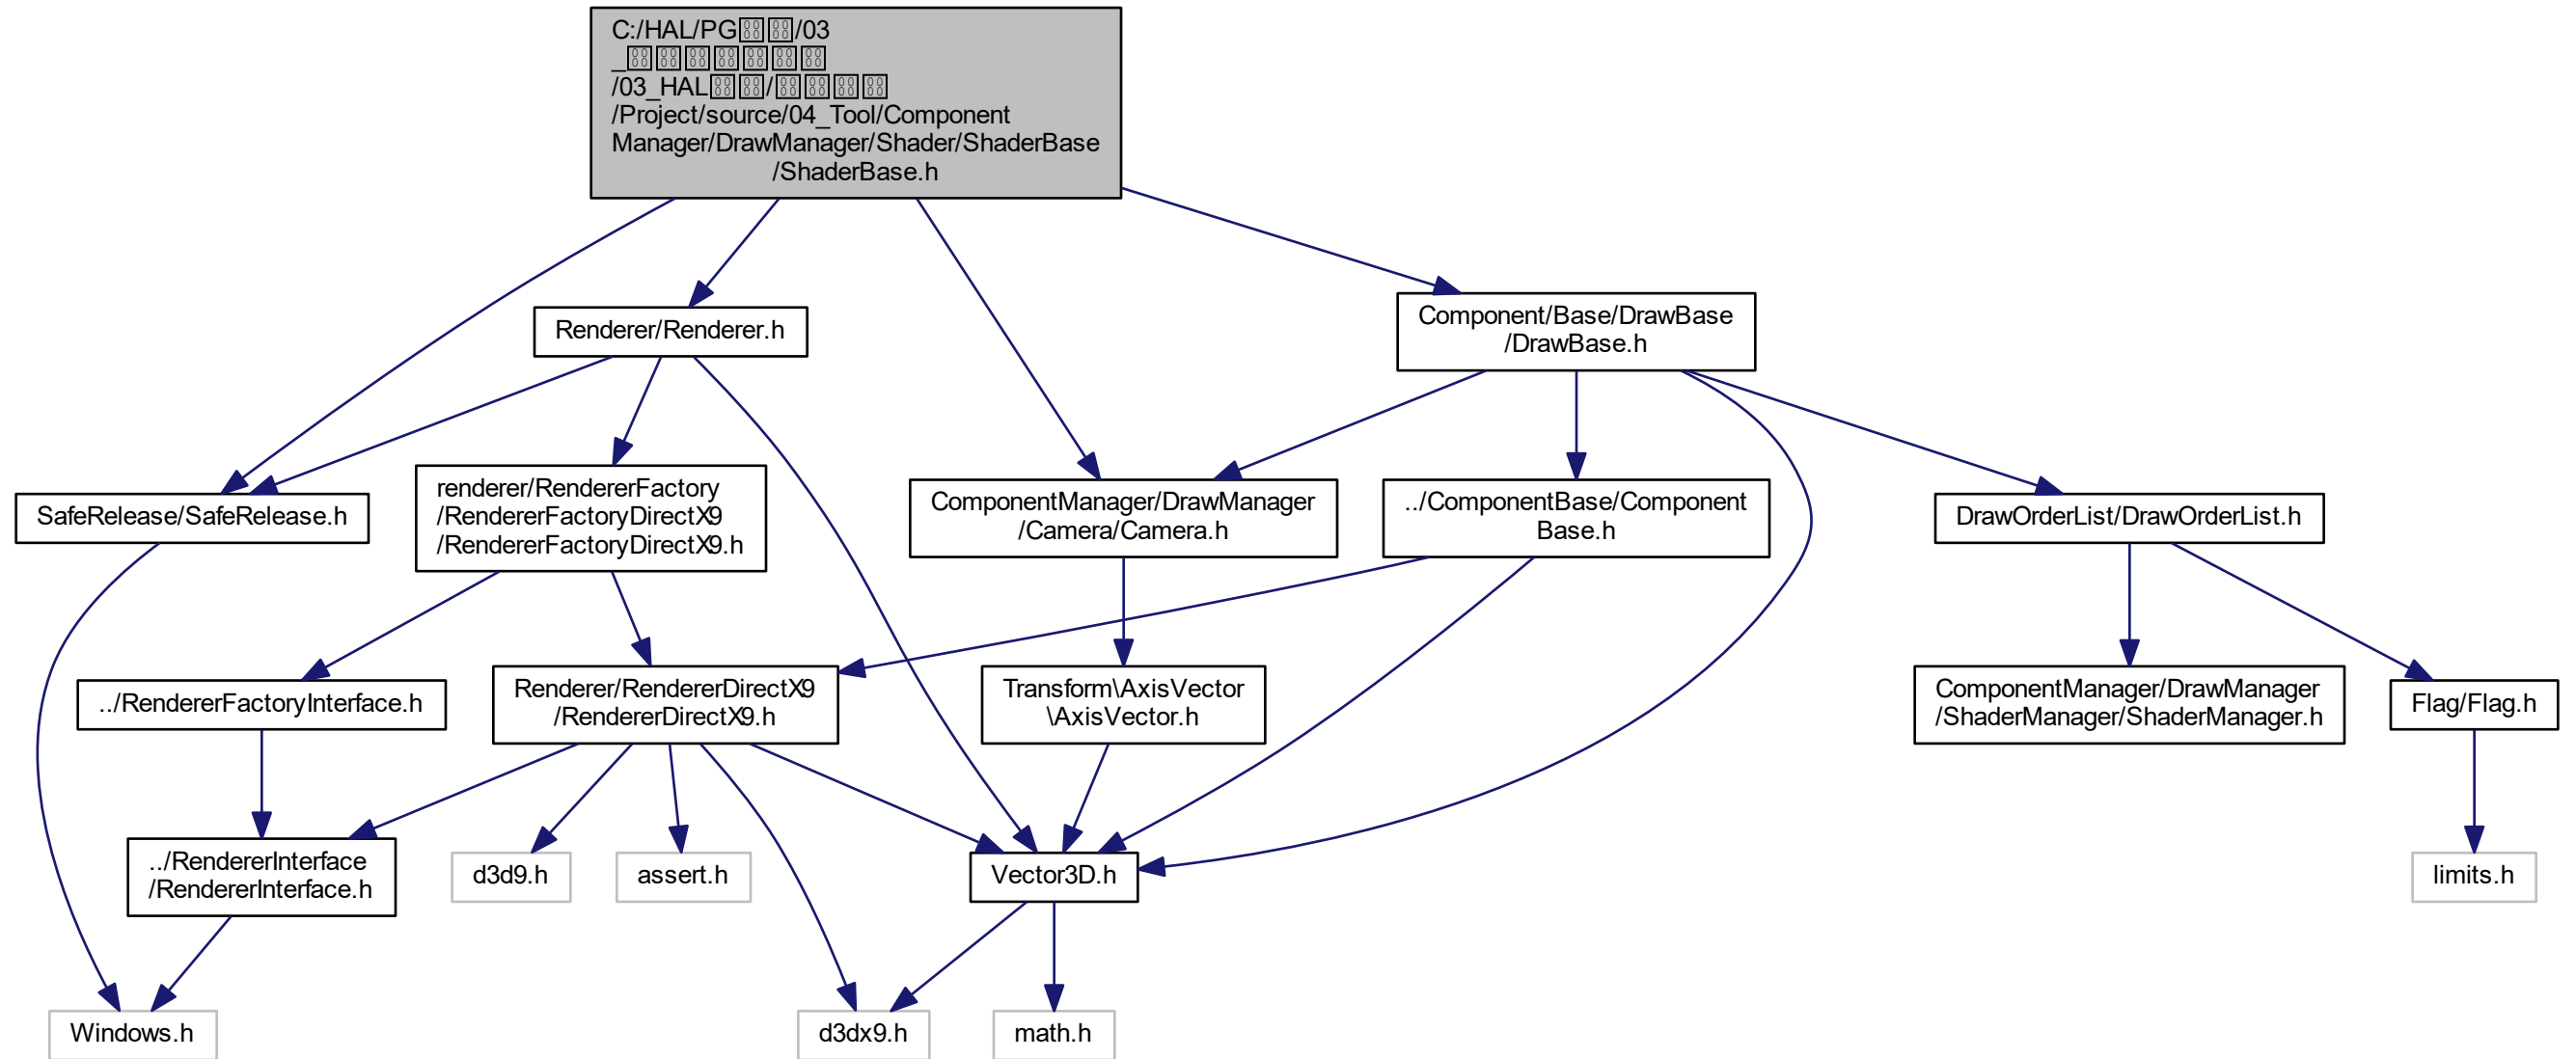 C:/HAL/PG/03
_
/03_HAL/
/Project/source/04_Tool/Component
Manager/DrawManager/Shader/ShaderBase
/ShaderBase.h
Renderer/Renderer.h
Component/Base/DrawBase
/DrawBase.h
SafeRelease/SafeRelease.h
renderer/RendererFactory
/RendererFactoryDirectX9
/RendererFactoryDirectX9.h
ComponentManager/DrawManager
/Camera/Camera.h
../ComponentBase/Component
Base.h
DrawOrderList/DrawOrderList.h
../RendererFactoryInterface.h
Renderer/RendererDirectX9
/RendererDirectX9.h
Transform\AxisVector
\AxisVector.h
ComponentManager/DrawManager
/ShaderManager/ShaderManager.h
Flag/Flag.h
../RendererInterface
/RendererInterface.h
d3d9.h
assert.h
Vector3D.h
limits.h
Windows.h
d3dx9.h
math.h